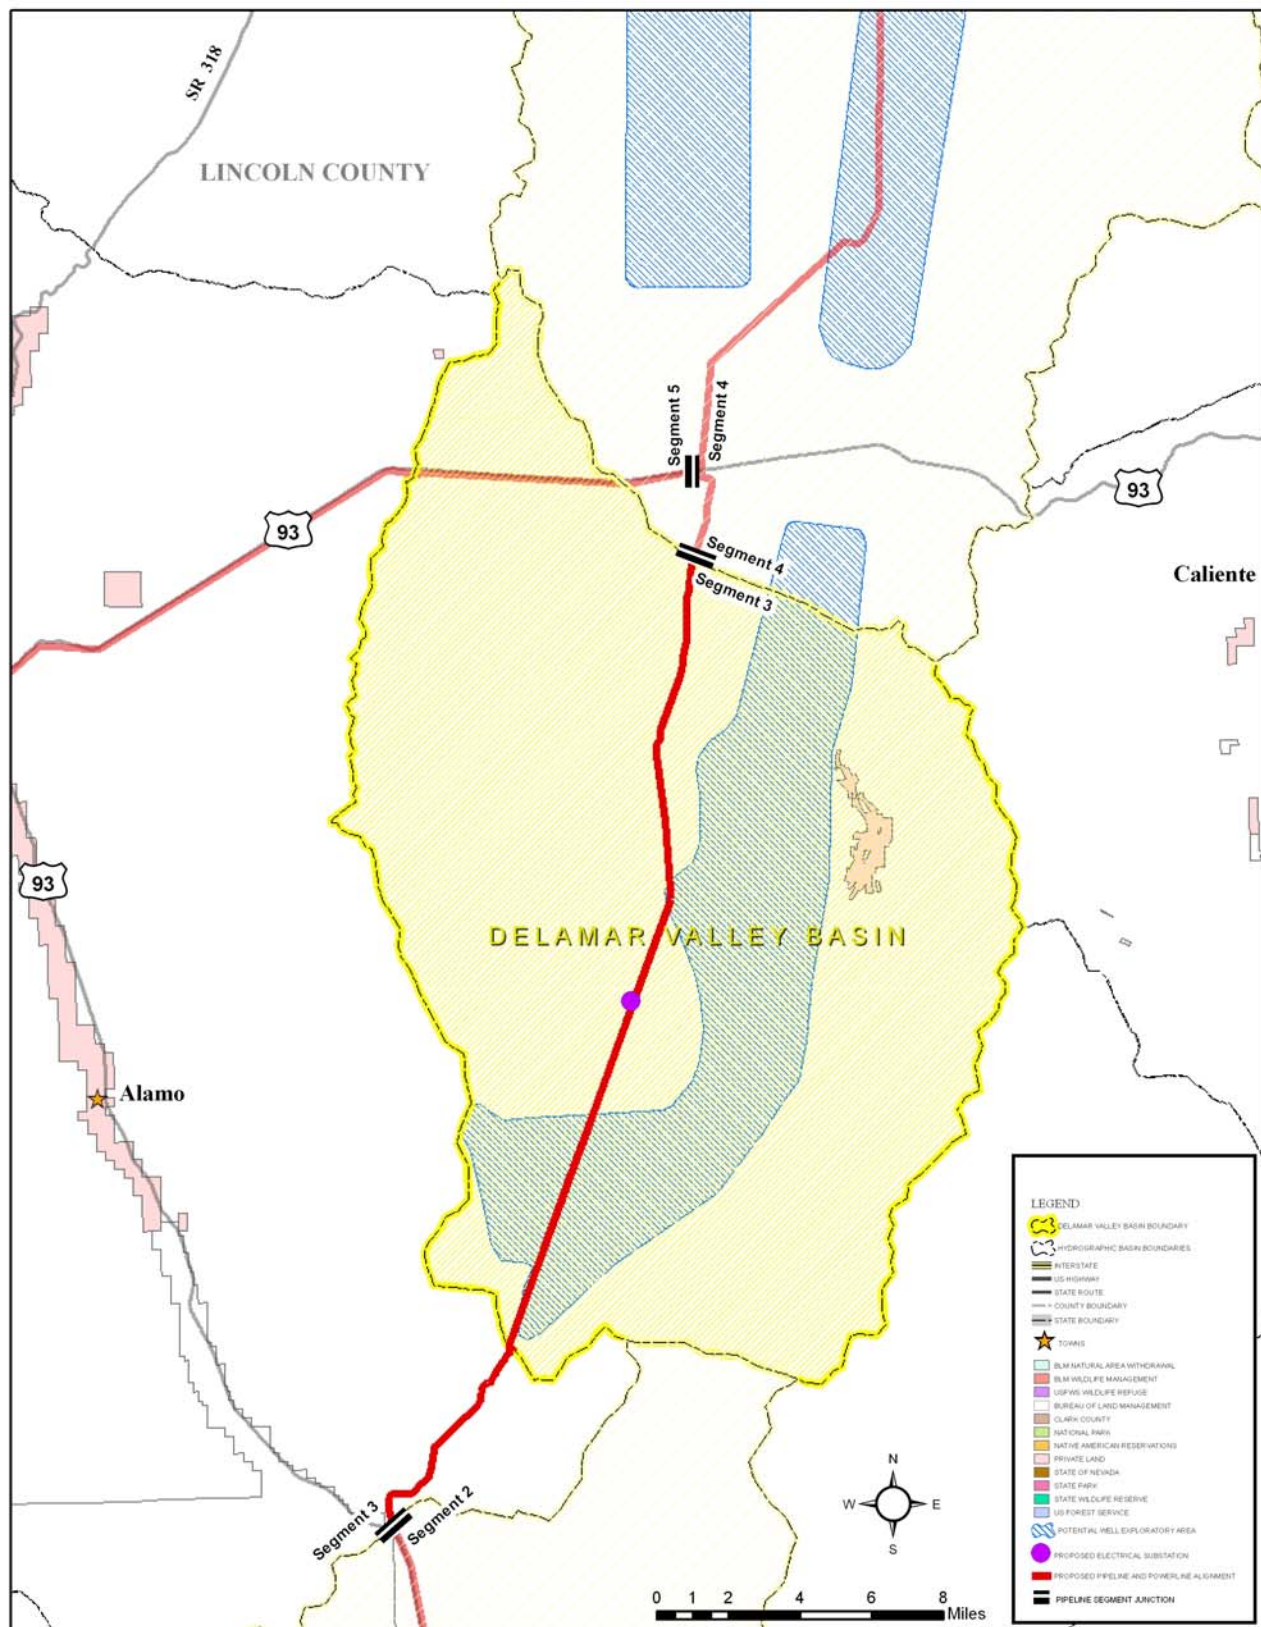 SR 318
LINCOLN COUNTY
Segment 5
Segment 4
93
93
Segment 4
Segment 3
Caliente
93
DELAMAR VALLEY BASIN
Alamo
LEGEND
DELAMAR VALLEY BASIN BOUNDARY
HYDROGRAPHIC BASIN BOUNDARIES
INTERSTATE
US HIGHWAY
STATE ROUTE
COUNTY BOUNDARY
STATE BOUNDARY
TOWNS
BLM NATURAL AREA WITHDRAWAL
BLM WILDLIFE MANAGEMENT
USFWS WILDLIFE REFUGE
BUREAU OF LAND MANAGEMENT
CLARK COUNTY
NATIONAL PARK
NATIVE AMERICAN RESERVATIONS
PRIVATE LAND
STATE OF NEVADA
STATE PARK
STATE WILDLIFE RESERVE
US FOREST SERVICE
POTENTIAL WELL EXPLORATORY AREA
PROPOSED ELECTRICAL SUBSTATION
PROPOSED PIPELINE AND POWERLINE ALIGNMENT
PIPELINE SEGMENT JUNCTION
Segment 3
Segment 2
N
W E
S
0 1 2 4 6 8
Miles